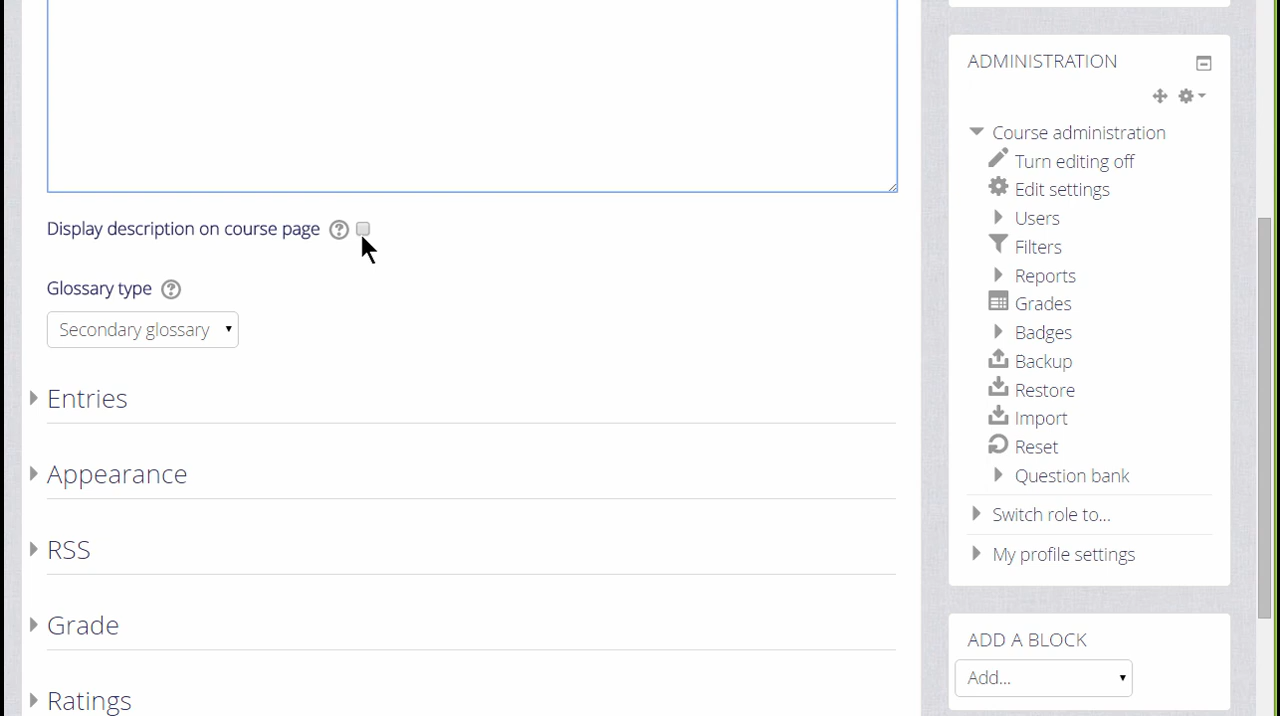 Display description on course page
Glossary type
Secondary glossary
Entries
Appearance
RSS
Grade
Ratings
ADMINISTRATION
Course administration
Turn editing off
Edit settings
Users
Filters
Reports
Grades
Badges
Backup
Restore
Import
Reset
Question bank
Switch role to...
My profile settings
ADD A BLOCK
Add...